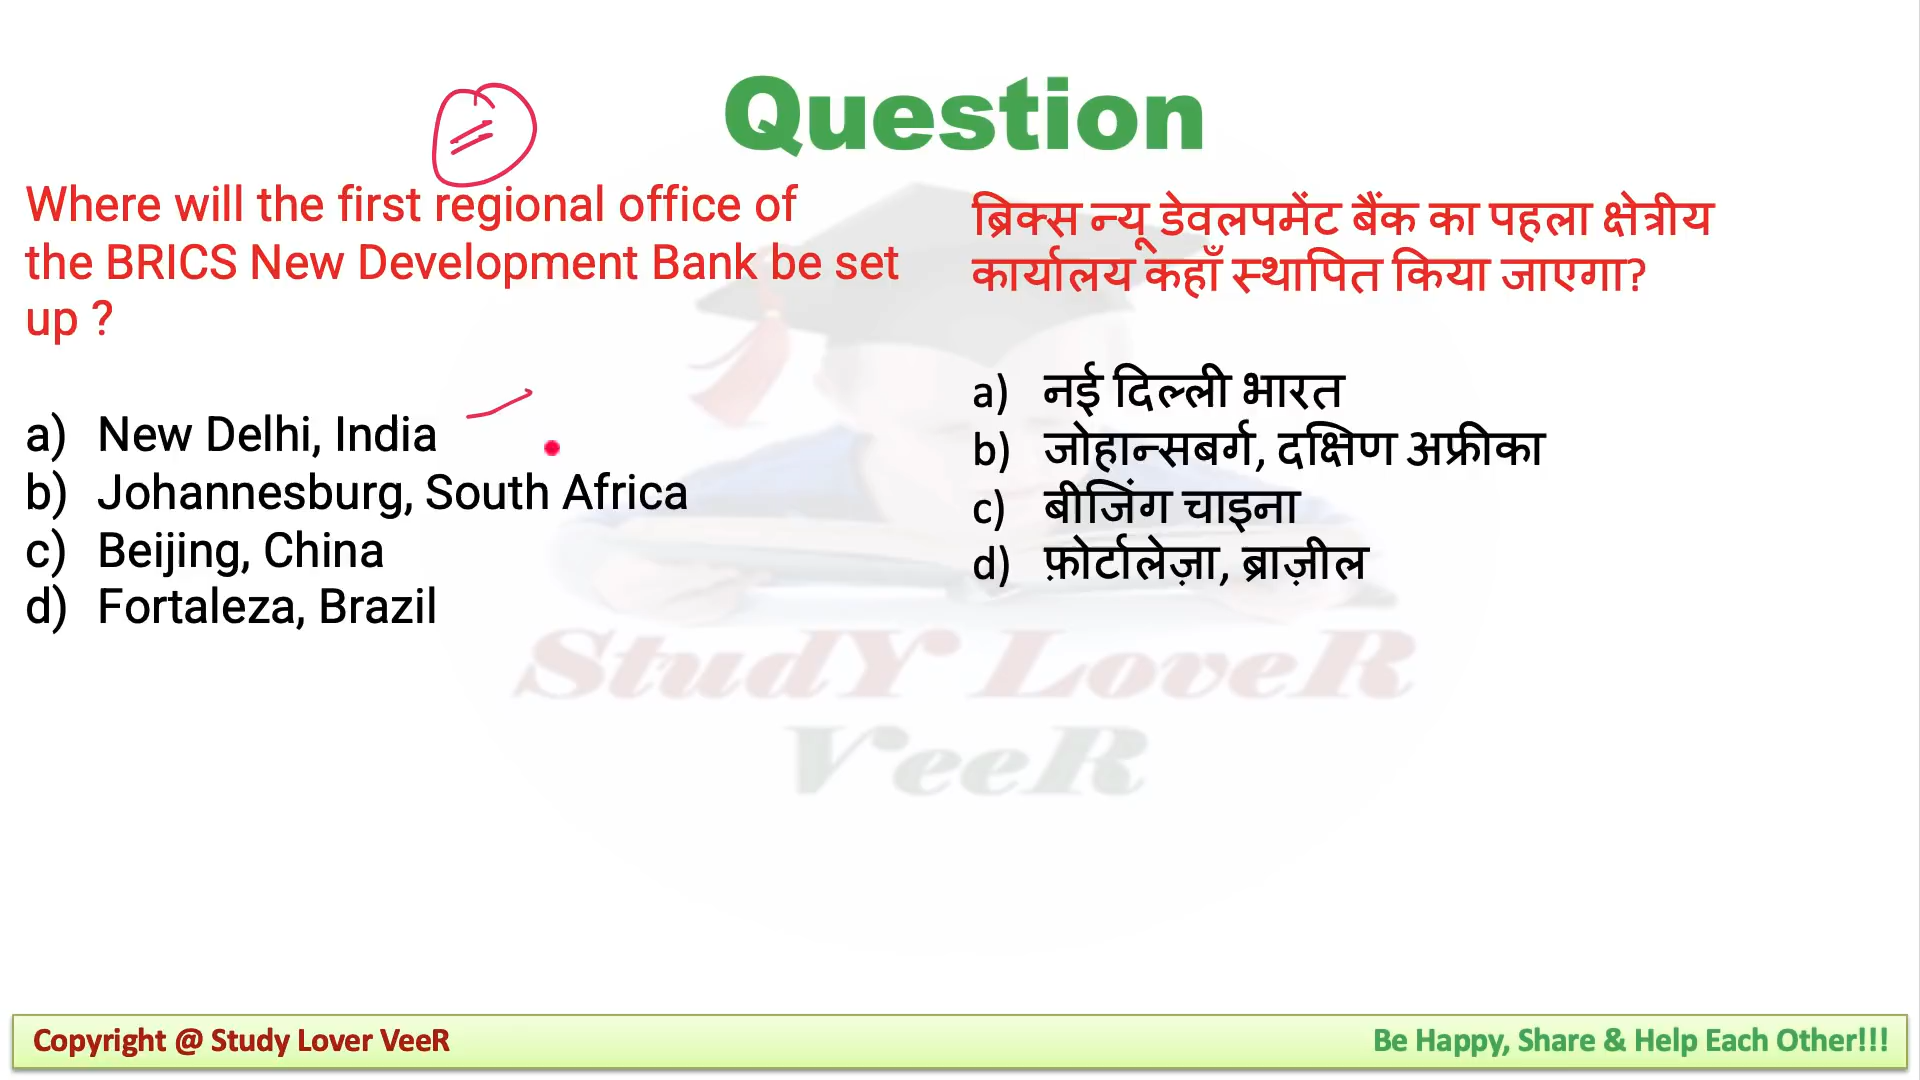 Question
Where will the first regional office of
the BRICS New Development Bank be set
up ?
a) New Delhi, India
b) Johannesburg, South Africa
c) Beijing, China
d) Fortaleza, Brazil
ब्रिक्स न्यू डेवलपमेंट बैंक का पहला क्षेत्रीय
कार्यालय कहाँ स्थापित किया जाएगा?
a) नई दिल्ली भारत
b) जोहान्सबर्ग, दक्षिण अफ्रीका
c) बीजिंग चाइना
d) फ़ोर्टालेज़ा, ब्राज़ील
StudY LoveR
VeeR
Copyright @ Study Lover VeeR
Be Happy, Share & Help Each Other!!!